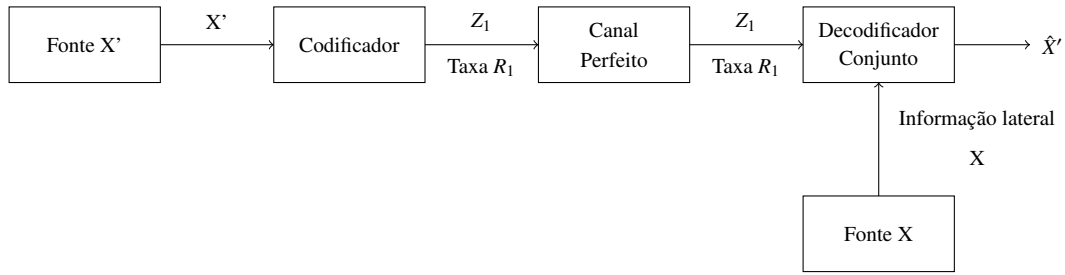 Fonte X’
X’
Codificador
Z₁
Taxa R₁
Canal
Perfeito
Z₁
Taxa R₁
Decodificador
Conjunto
X̂′
Informação lateral
X
Fonte X